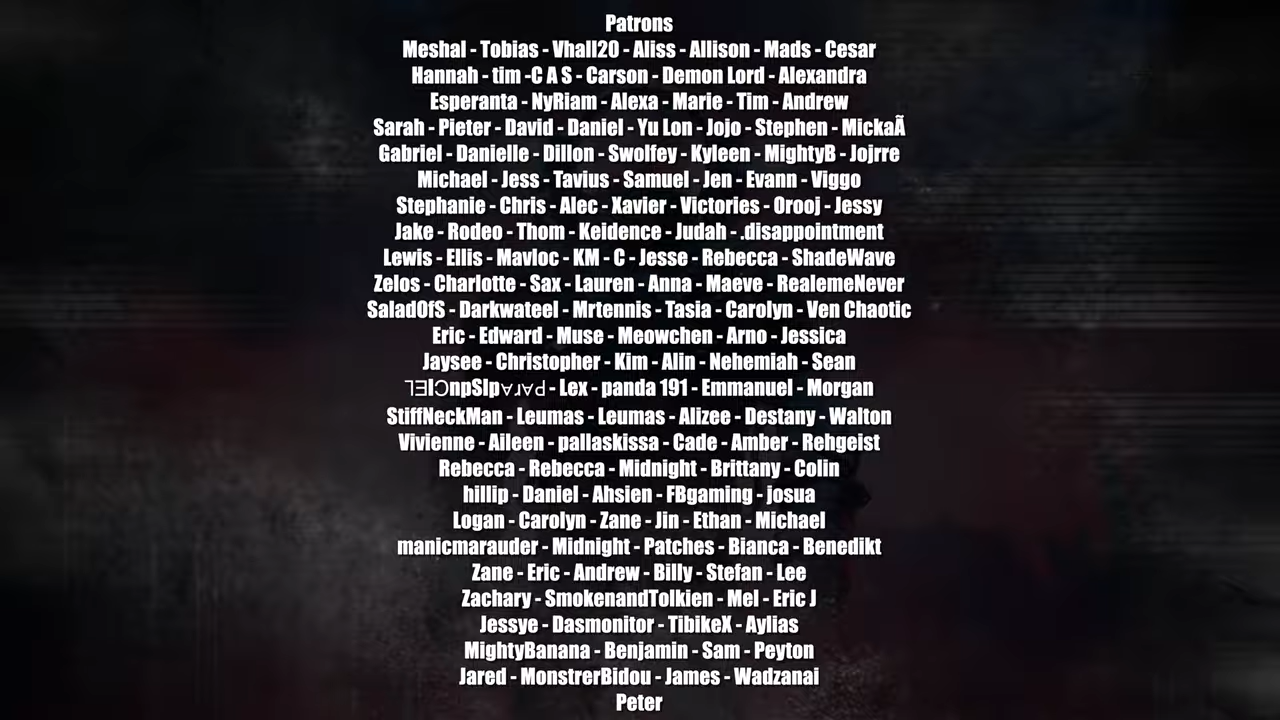 Patrons
Meshal - Tobias - Vhall20 - Aliss - Allison - Mads - Cesar
Hannah - tim -C A S - Carson - Demon Lord - Alexandra
Esperanta - NyRiam - Alexa - Marie - Tim - Andrew
Sarah - Pieter - David - Daniel - Yu Lon - Jojo - Stephen - MickaÃ
Gabriel - Danielle - Dillon - Swolfey - Kyleen - MightyB - Jojrre
Michael - Jess - Tavius - Samuel - Jen - Evann - Viggo
Stephanie - Chris - Alec - Xavier - Victories - Orooj - Jessy
Jake - Rodeo - Thom - Keidence - Judah - .disappointment
Lewis - Ellis - Mavloc - KM - C - Jesse - Rebecca - ShadeWave
Zelos - Charlotte - Sax - Lauren - Anna - Maeve - RealemeNever
SaladOfS - Darkwateel - Mrtennis - Tasia - Carolyn - Ven Chaotic
Eric - Edward - Muse - Meowchen - Arno - Jessica
Jaysee - Christopher - Kim - Alin - Nehemiah - Sean
⅂ƎIƆnpSIp∀ɹ∀Ԁ - Lex - panda 191 - Emmanuel - Morgan
StiffNeckMan - Leumas - Leumas - Alizee - Destany - Walton
Vivienne - Aileen - pallaskissa - Cade - Amber - Rehgeist
Rebecca - Rebecca - Midnight - Brittany - Colin
hillip - Daniel - Ahsien - FBgaming - josua
Logan - Carolyn - Zane - Jin - Ethan - Michael
manicmarauder - Midnight - Patches - Bianca - Benedikt
Zane - Eric - Andrew - Billy - Stefan - Lee
Zachary - SmokenandTolkien - Mel - Eric J
Jessye - Dasmonitor - TibikeX - Aylias
MightyBanana - Benjamin - Sam - Peyton
Jared - MonstrerBidou - James - Wadzanai
Peter